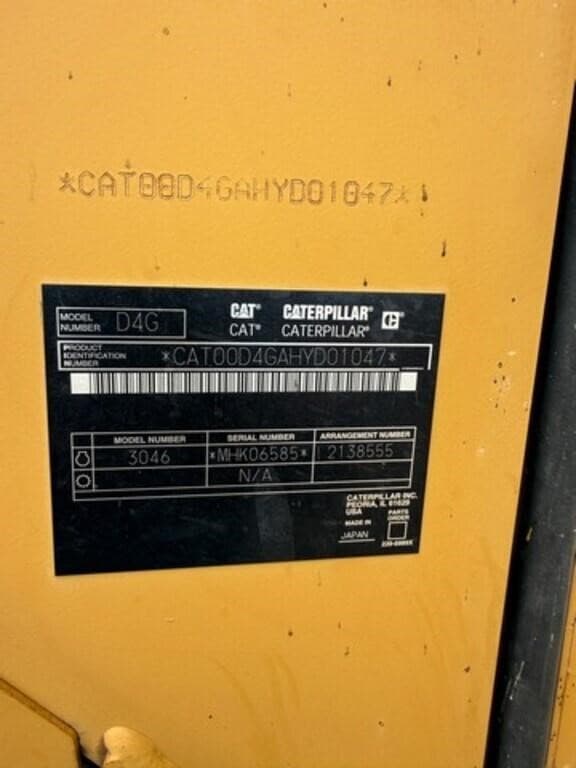 *CAT00D4GAHYD01047*
MODEL NUMBER D4G CAT® CATERPILLAR®
CAT® CATERPILLAR®
PRODUCT IDENTIFICATION NUMBER *CAT00D4GAHYD01047*
MODEL NUMBER SERIAL NUMBER ARRANGEMENT NUMBER
3046 *MHK06585* 2138555
N/A
CATERPILLAR INC.
PEORIA, IL 61629
USA
PARTS ORDER
MADE IN
JAPAN